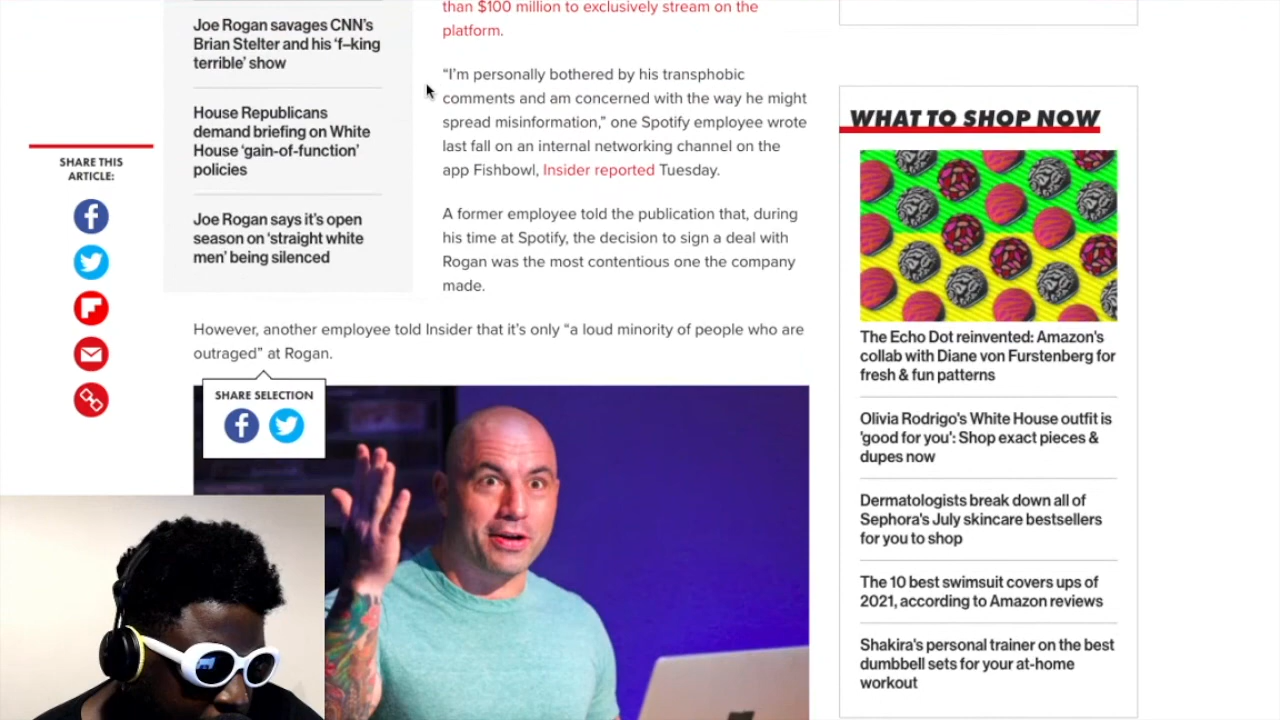 Joe Rogan savages CNN's
Brian Stelter and his 'f–king
terrible' show
House Republicans
demand briefing on White
House 'gain-of-function'
policies
Joe Rogan says it's open
season on 'straight white
men' being silenced
SHARE THIS
ARTICLE:
than $100 million to exclusively stream on the
platform.
“I'm personally bothered by his transphobic
comments and am concerned with the way he might
spread misinformation,” one Spotify employee wrote
last fall on an internal networking channel on the
app Fishbowl, Insider reported Tuesday.
A former employee told the publication that, during
his time at Spotify, the decision to sign a deal with
Rogan was the most contentious one the company
made.
However, another employee told Insider that it's only “a loud minority of people who are
outraged” at Rogan.
SHARE SELECTION
WHAT TO SHOP NOW
The Echo Dot reinvented: Amazon's
collab with Diane von Furstenberg for
fresh & fun patterns
Olivia Rodrigo's White House outfit is
'good for you': Shop exact pieces &
dupes now
Dermatologists break down all of
Sephora's July skincare bestsellers
for you to shop
The 10 best swimsuit covers ups of
2021, according to Amazon reviews
Shakira's personal trainer on the best
dumbbell sets for your at-home
workout